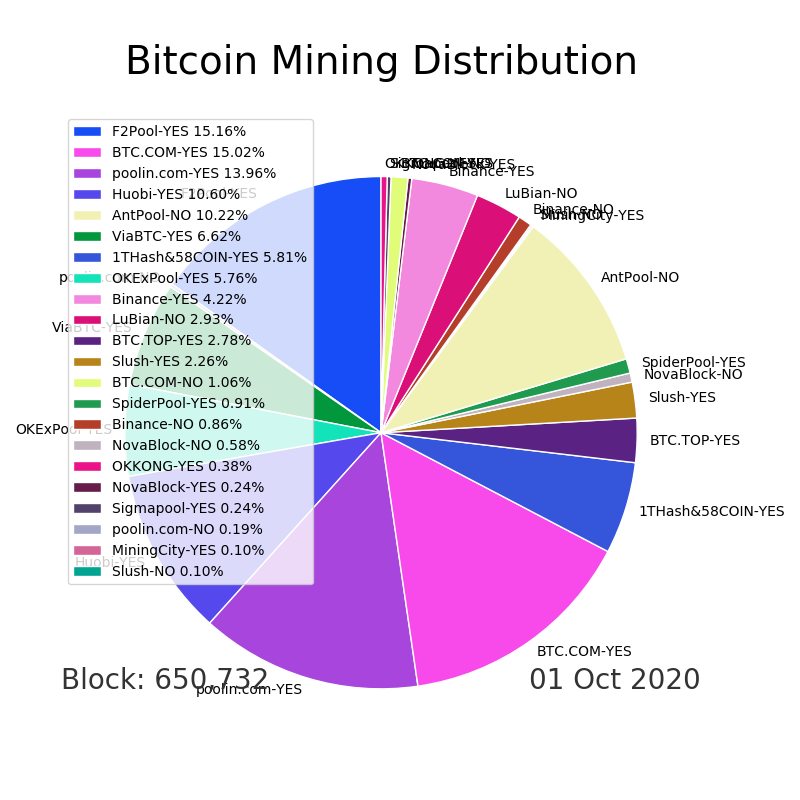 Bitcoin Mining Distribution
F2Pool-YES 15.16%
BTC.COM-YES 15.02%
poolin.com-YES 13.96%
Huobi-YES 10.60%
AntPool-NO 10.22%
ViaBTC-YES 6.62%
1THash&58COIN-YES 5.81%
OKExPool-YES 5.76%
Binance-YES 4.22%
LuBian-NO 2.93%
BTC.TOP-YES 2.78%
Slush-YES 2.26%
BTC.COM-NO 1.06%
SpiderPool-YES 0.91%
Binance-NO 0.86%
NovaBlock-NO 0.58%
OKKONG-YES 0.38%
NovaBlock-YES 0.24%
Sigmapool-YES 0.24%
poolin.com-NO 0.19%
MiningCity-YES 0.10%
Slush-NO 0.10%
Binance-YES
LuBian-NO
Binance-NO
Slush-NO
MiningCity-YES
AntPool-NO
SpiderPool-YES
NovaBlock-NO
Slush-YES
BTC.TOP-YES
1THash&58COIN-YES
BTC.COM-YES
poolin.com-YES
Huobi-YES
OKExPool-YES
ViaBTC-YES
Block: 650,732
01 Oct 2020